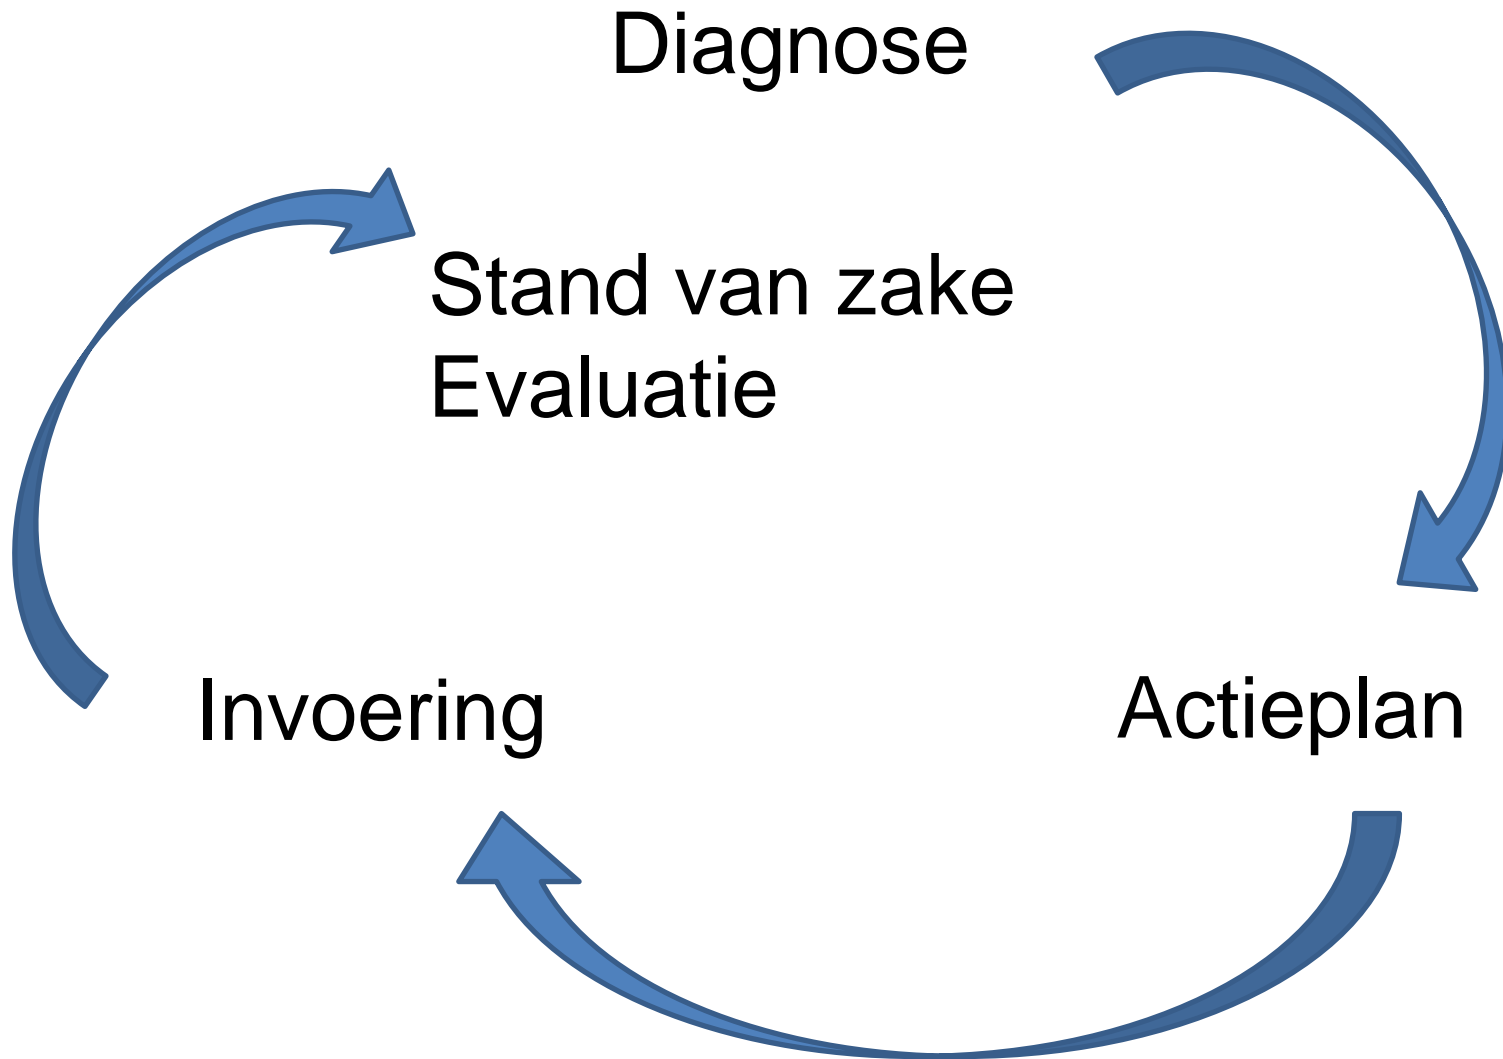 Diagnose
Stand van zake
Evaluatie
Invoering
Actieplan